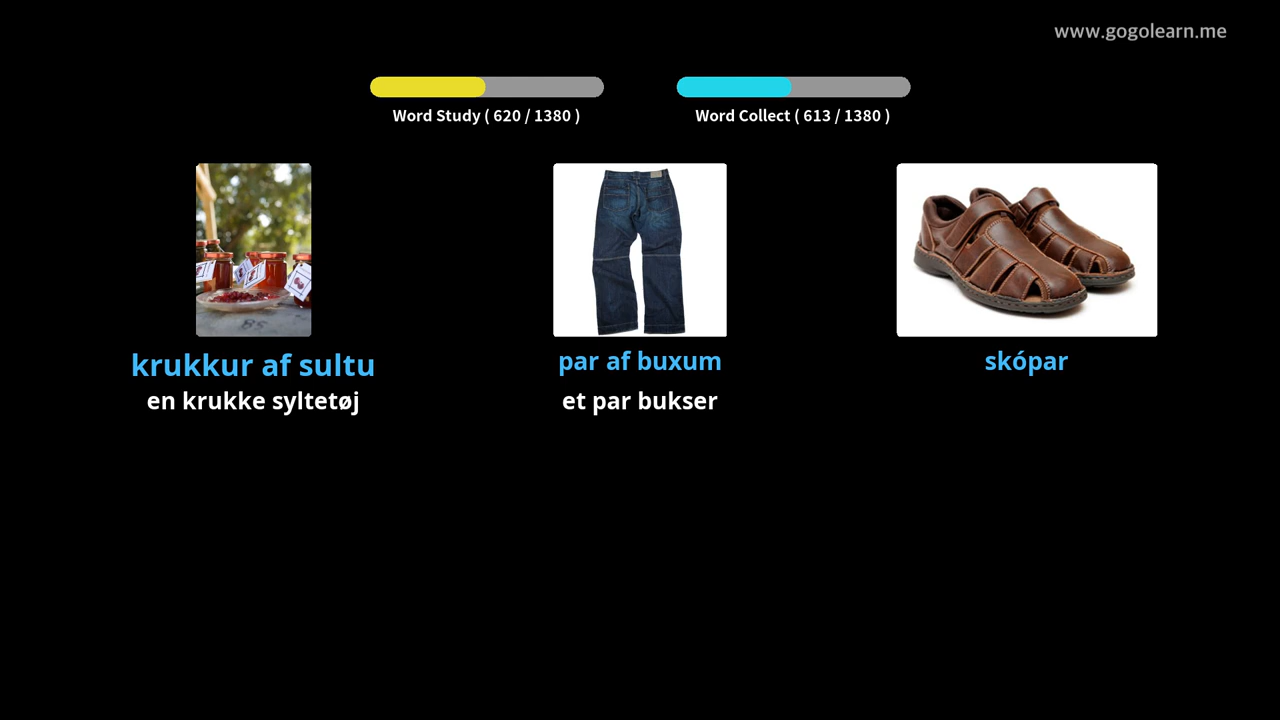 www.gogolearn.me
Word Study ( 620 / 1380 )
Word Collect ( 613 / 1380 )
krukkur af sultu
en krukke syltetøj
par af buxum
et par bukser
skópar